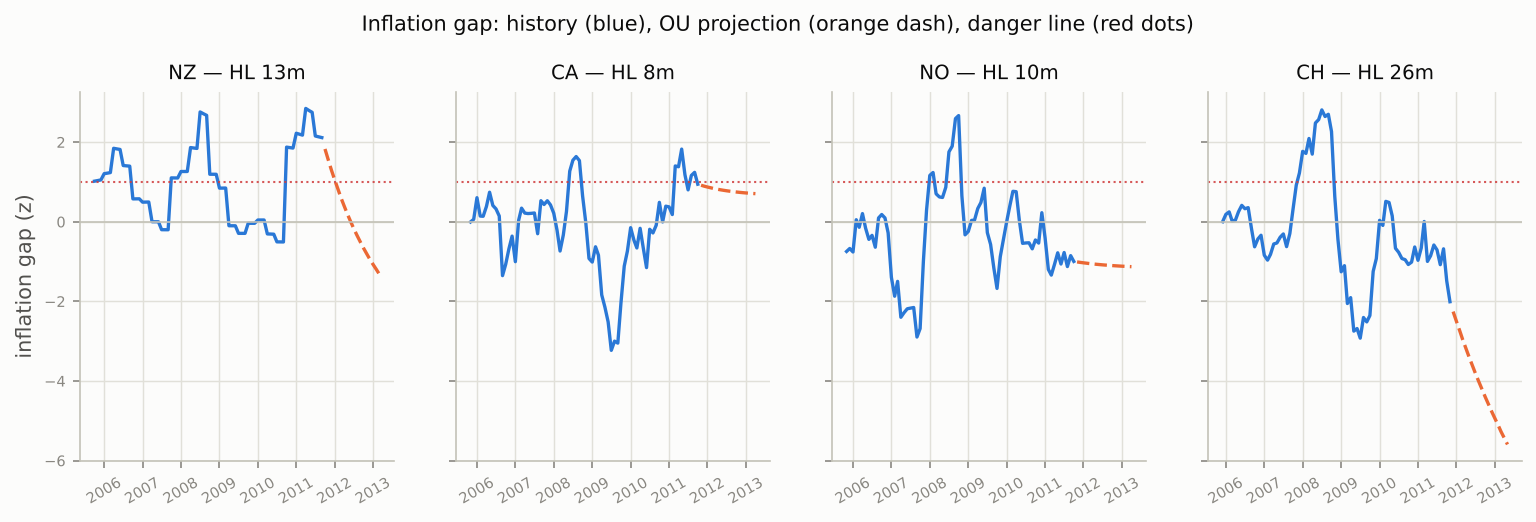 Inflation gap: history (blue), OU projection (orange dash), danger line (red dots)
NZ — HL 13m
CA — HL 8m
NO — HL 10m
CH — HL 26m
inflation gap (z)
2
0
−2
−4
−6
2006 2007 2008 2009 2010 2011 2012 2013
2006 2007 2008 2009 2010 2011 2012 2013
2006 2007 2008 2009 2010 2011 2012 2013
2006 2007 2008 2009 2010 2011 2012 2013